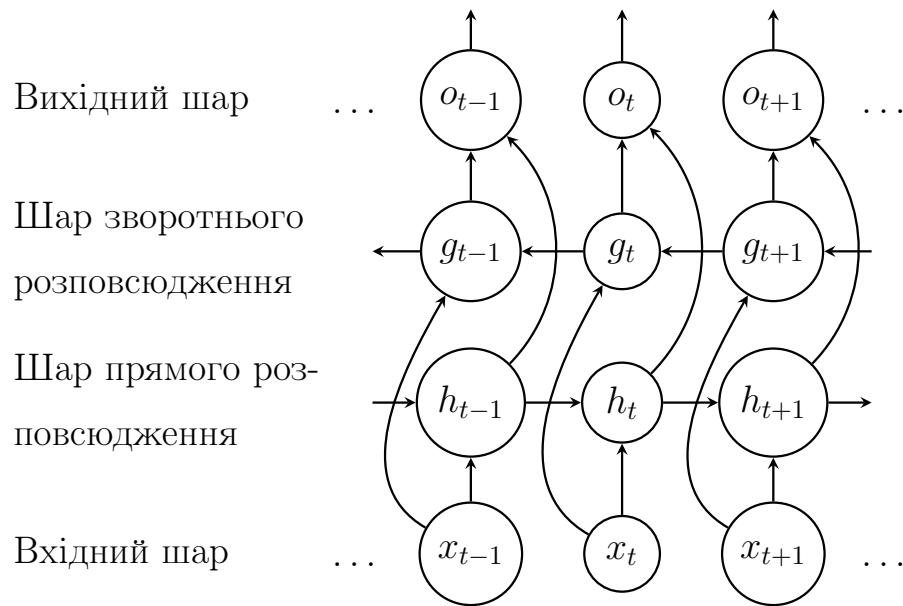 Вихідний шар ... o_{t−1} o_t o_{t+1} ...
Шар зворотнього
розповсюдження g_{t−1} g_t g_{t+1}
Шар прямого роз-
повсюдження h_{t−1} h_t h_{t+1}
Вхідний шар ... x_{t−1} x_t x_{t+1} ...